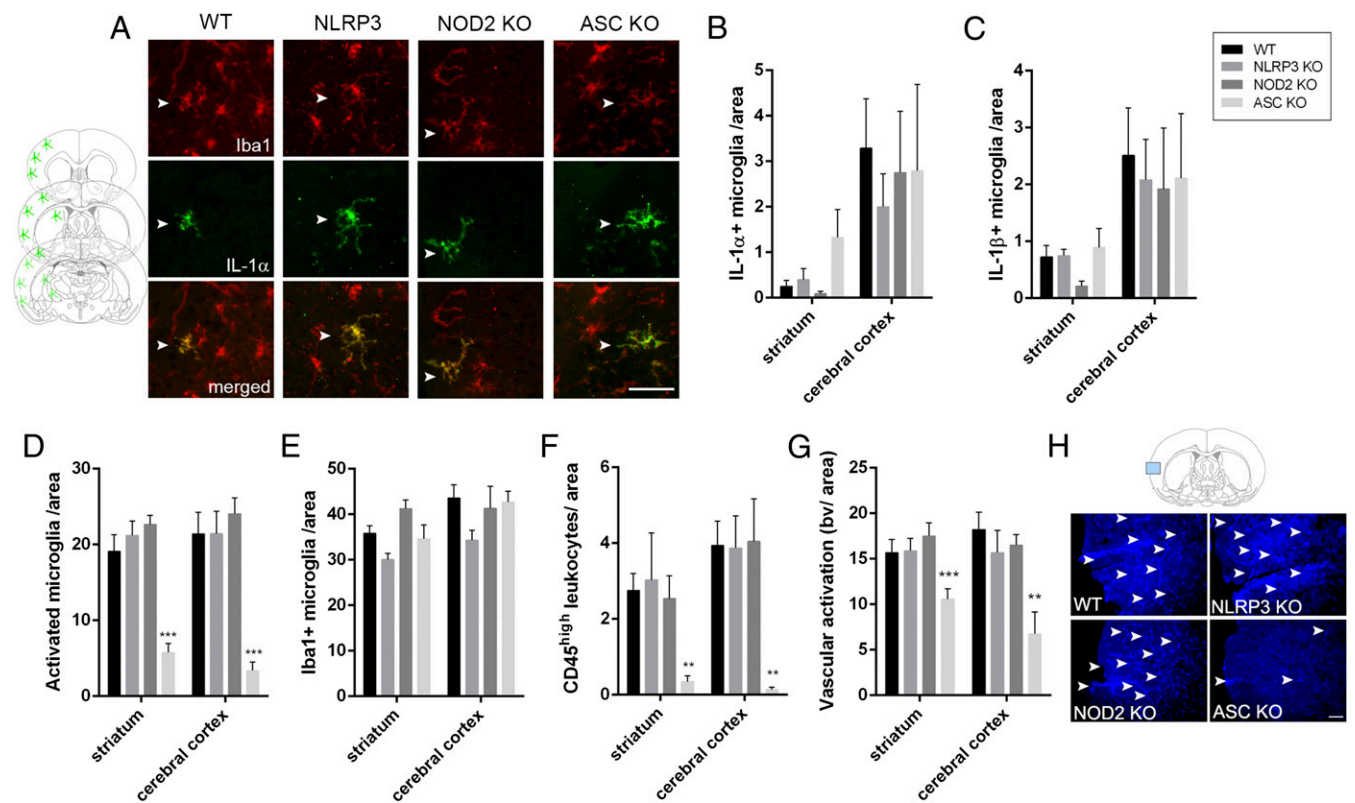 A
WT
NLRP3
NOD2 KO
ASC KO
Iba1
IL-1α
merged
B
IL-1α+ microglia /area
5
4
3
2
1
0
striatum
cerebral cortex
C
IL-1β+ microglia /area
4
3
2
1
0
striatum
cerebral cortex
WT
NLRP3 KO
NOD2 KO
ASC KO
D
Activated microglia /area
30
20
10
0
***
***
striatum
cerebral cortex
E
Iba1+ microglia /area
50
40
30
20
10
0
striatum
cerebral cortex
F
CD45high leukocytes/ area
6
4
2
0
**
**
striatum
cerebral cortex
G
Vascular activation (bv/ area)
25
20
15
10
5
0
***
**
striatum
cerebral cortex
H
WT
NLRP3 KO
NOD2 KO
ASC KO